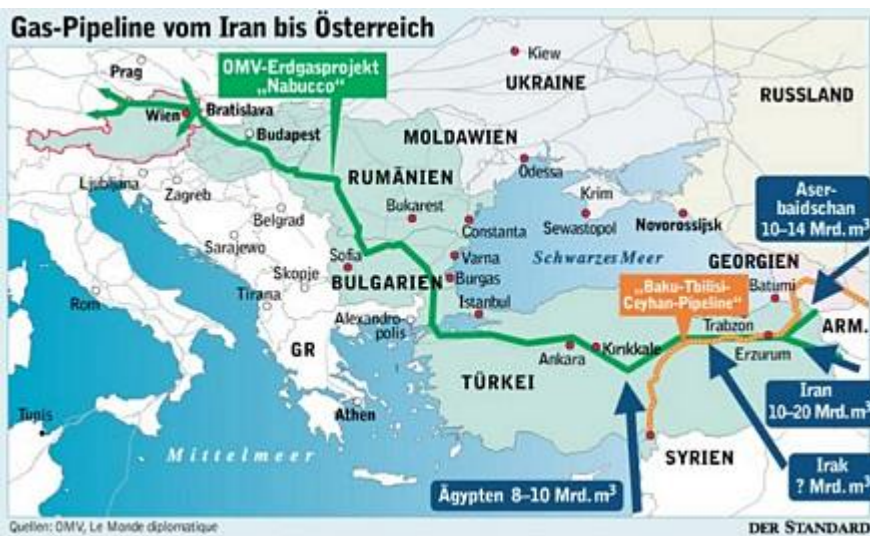 Gas-Pipeline vom Iran bis Österreich
Prag
OMV-Erdgasprojekt
„Nabucco"
Kiew
UKRAINE
RUSSLAND
Wien
Bratislava
Budapest
MOLDAWIEN
Odessa
Ljubljana
Zagreb
RUMÄNIEN
Krim
Aser-
baidschan
10–14 Mrd. m³
Belgrad
Bukarest
Constanta
Sewastopol
Noworossijsk
Sarajewo
Sofia
Varna
Schwarzes Meer
GEORGIEN
Skopje
BULGARIEN
Burgas
„Baku-Tbilisi-
Ceyhan-Pipeline"
Batumi
Rom
Tirana
Istanbul
Alexandro-
polis
Trabzon
ARM.
GR
Ankara
Kırıkkale
Erzurum
TÜRKEI
Iran
10–20 Mrd. m³
Tunis
Athen
Mittelmeer
SYRIEN
Irak
? Mrd. m³
Ägypten 8–10 Mrd. m³
Quellen: OMV, Le Monde diplomatique
DER STANDARD